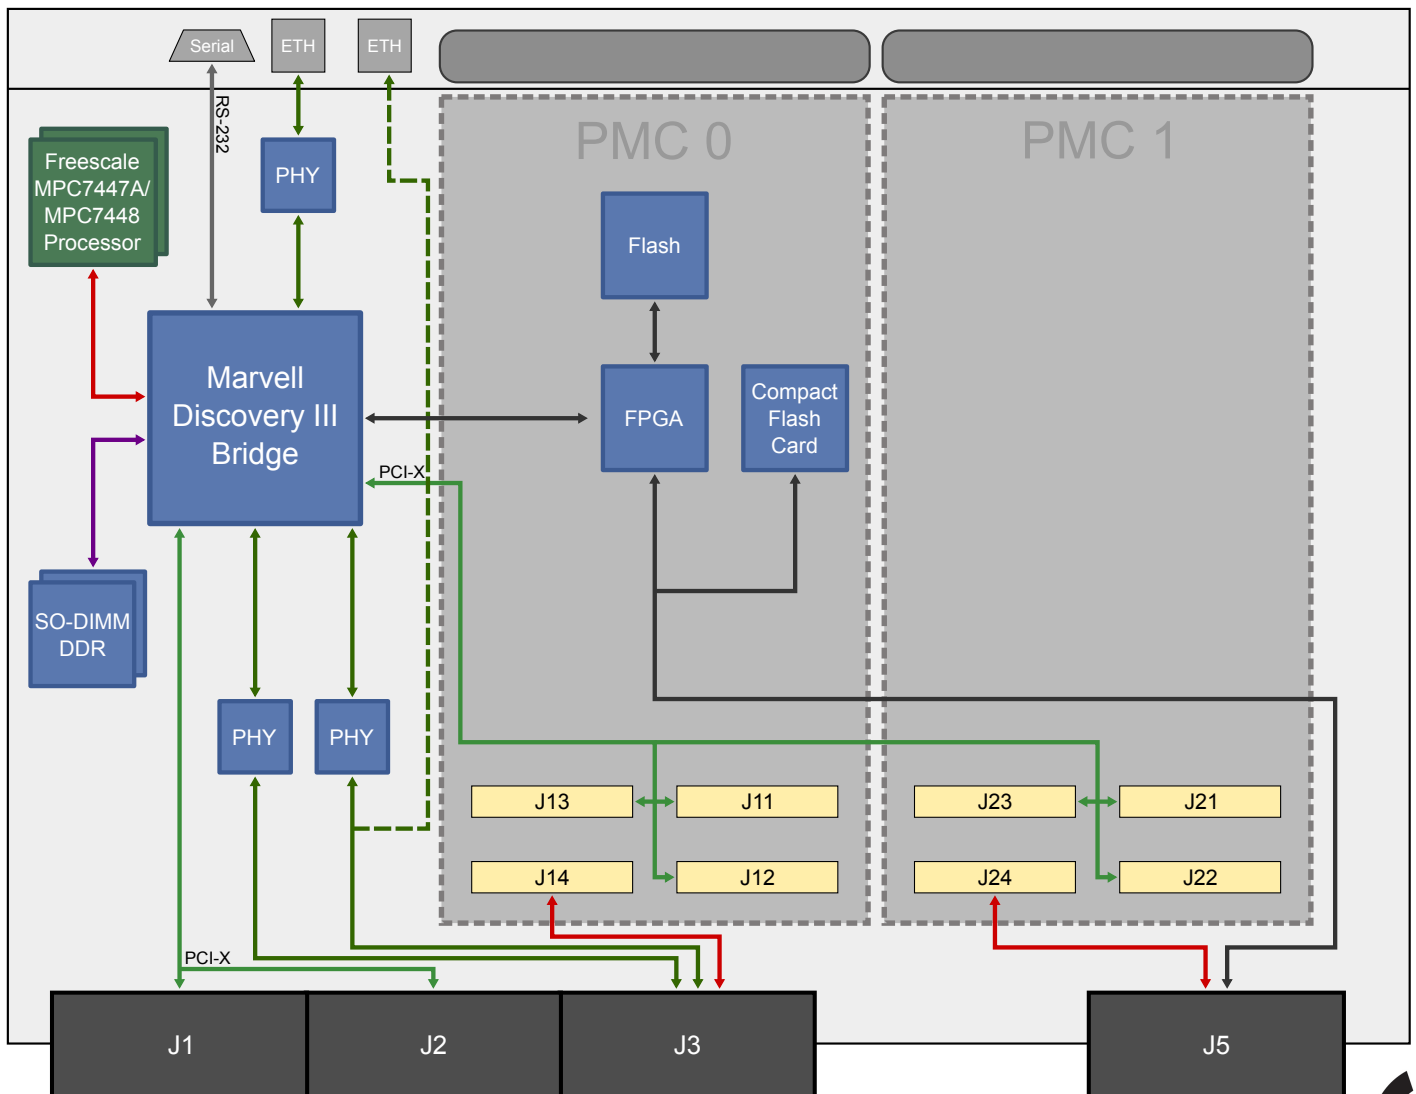 Serial
ETH
ETH
RS-232
PMC 0
PMC 1
Freescale
MPC7447A/
MPC7448
Processor
PHY
Flash
Marvell
Discovery III
Bridge
FPGA
Compact
Flash
Card
PCI-X
SO-DIMM
DDR
PHY
PHY
J13
J11
J23
J21
J14
J12
J24
J22
PCI-X
J1
J2
J3
J5